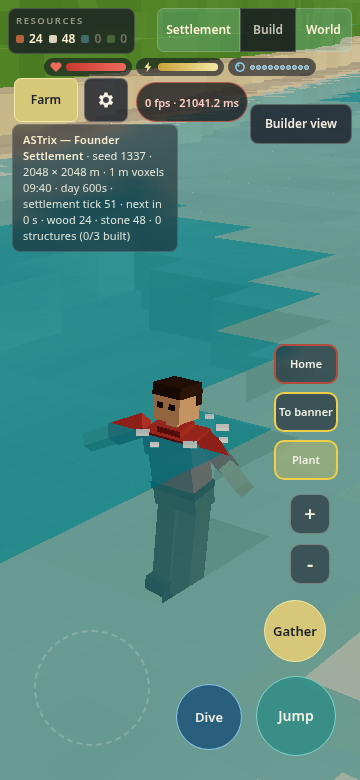 RESOURCES
24 48 0 0
Settlement Build World
Farm
0 fps · 21041.2 ms
Builder view
ASTrix — Founder
Settlement · seed 1337 ·
2048 × 2048 m · 1 m voxels
09:40 · day 600s ·
settlement tick 51 · next in
0 s · wood 24 · stone 48 · 0
structures (0/3 built)
Home
To banner
Plant
+
-
Gather
Dive
Jump